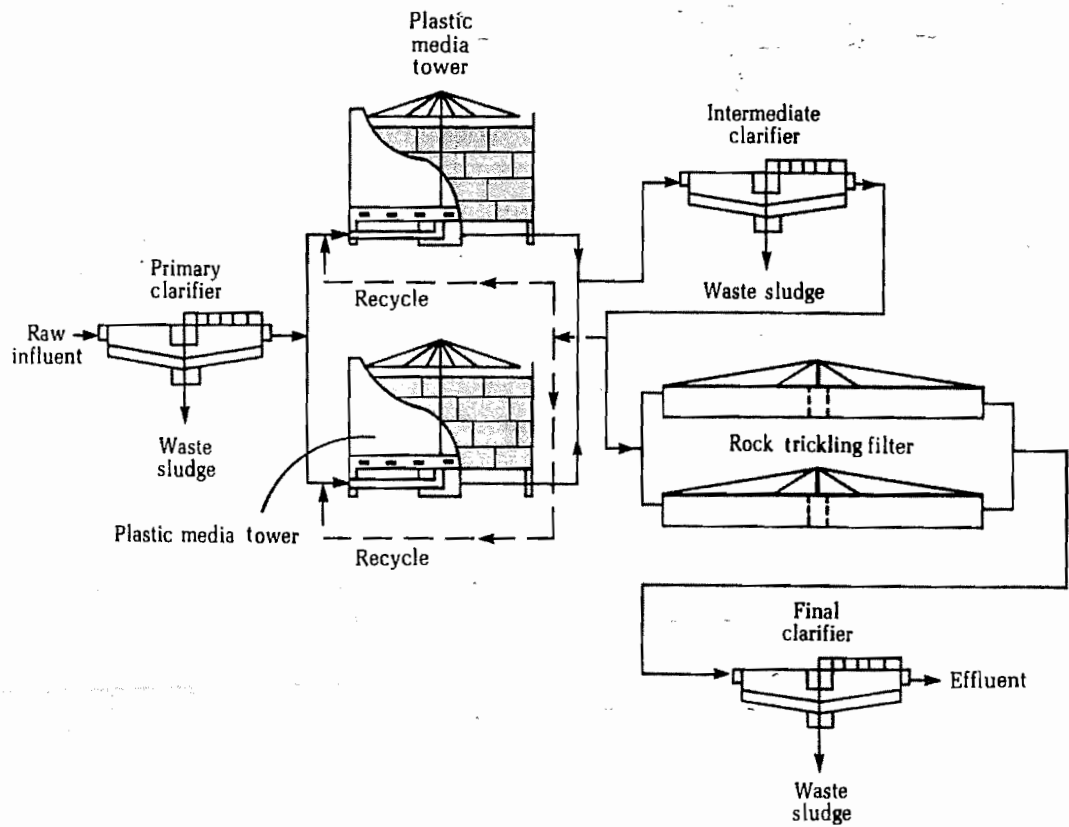 Plastic
media
tower
Intermediate
clarifier
Primary
clarifier
Waste sludge
Recycle
Raw
influent
Waste
sludge
Rock trickling filter
Plastic media tower
Recycle
Final
clarifier
Effluent
Waste
sludge